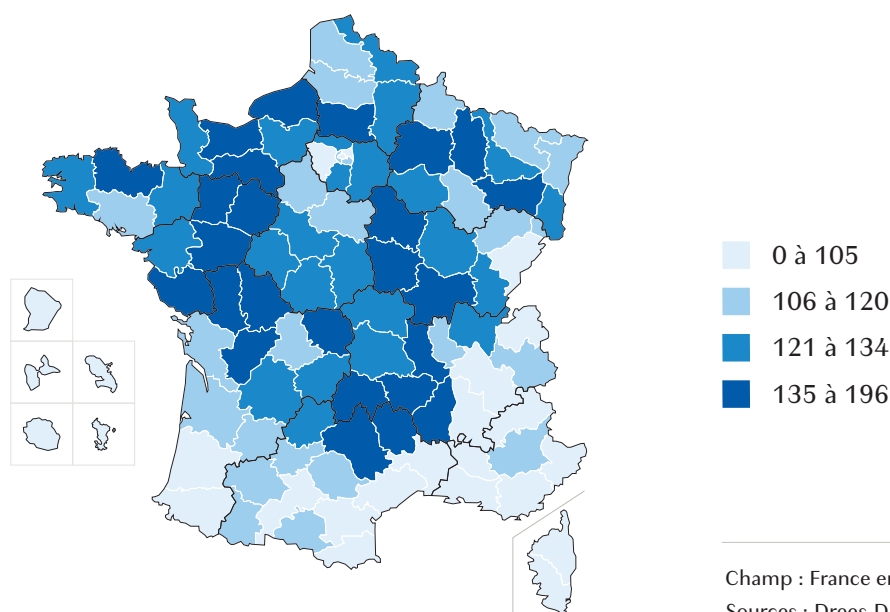 0 à 105
106 à 120
121 à 134
135 à 196
Champ : France
Sources : Drees